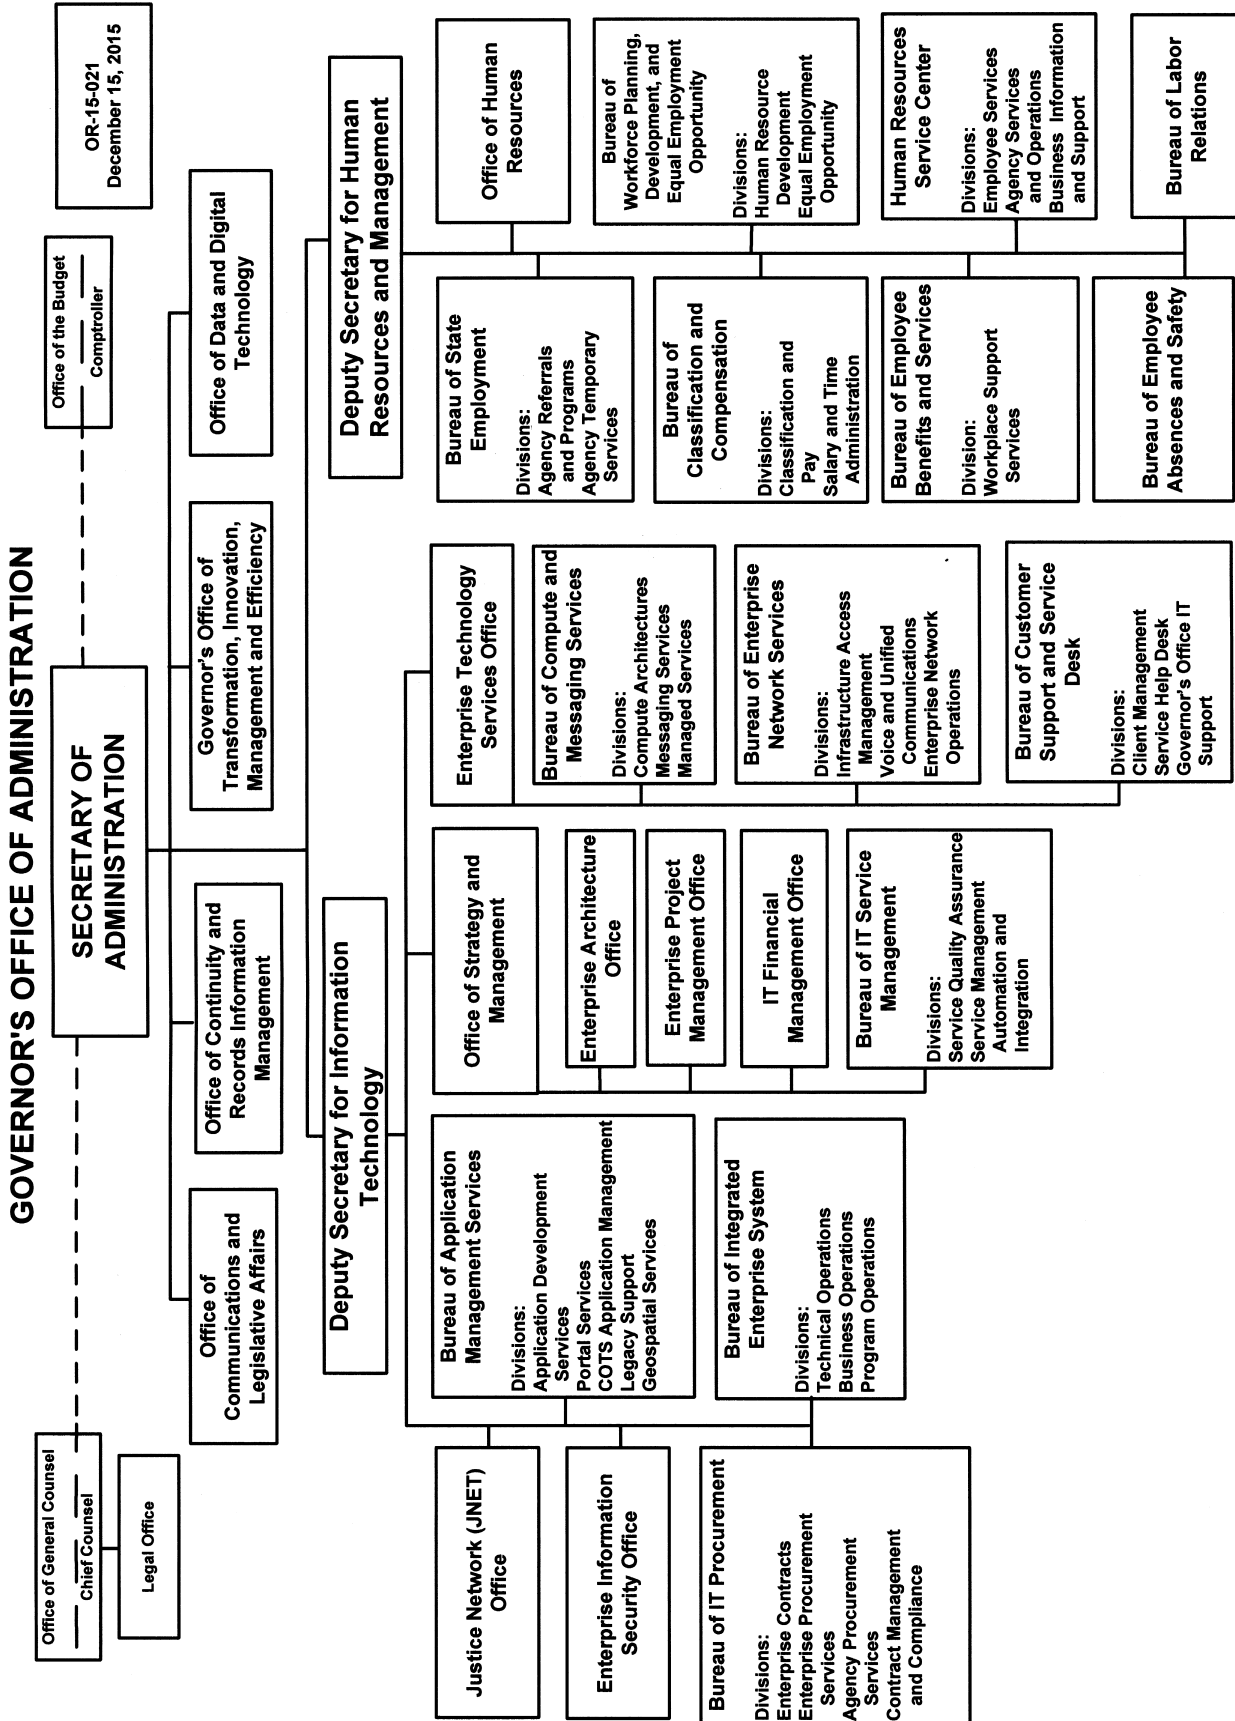 GOVERNOR'S OFFICE OF ADMINISTRATION
OR-15-021
December 15, 2015
Office of General Counsel
Chief Counsel
Legal Office
SECRETARY OF
ADMINISTRATION
Office of the Budget
Comptroller
Office of
Communications and
Legislative Affairs
Office of Continuity and
Records Information
Management
Governor's Office of
Transformation, Innovation,
Management and Efficiency
Office of Data and Digital
Technology
Deputy Secretary for Information
Technology
Deputy Secretary for Human
Resources and Management
Justice Network (JNET)
Office
Enterprise Information
Security Office
Bureau of IT Procurement
Divisions:
Enterprise Contracts
Enterprise Procurement
Services
Agency Procurement
Services
Contract Management
and Compliance
Bureau of Application
Management Services
Divisions:
Application Development
Services
Portal Services
COTS Application Management
Legacy Support
Geospatial Services
Bureau of Integrated
Enterprise System
Divisions:
Technical Operations
Business Operations
Program Operations
Office of Strategy and
Management
Enterprise Architecture
Office
Enterprise Project
Management Office
IT Financial
Management Office
Bureau of IT Service
Management
Divisions:
Service Quality Assurance
Service Management
Automation and
Integration
Enterprise Technology
Services Office
Bureau of Compute and
Messaging Services
Divisions:
Compute Architectures
Messaging Services
Managed Services
Bureau of Enterprise
Network Services
Divisions:
Infrastructure Access
Management
Voice and Unified
Communications
Enterprise Network
Operations
Bureau of Customer
Support and Service
Desk
Divisions:
Client Management
Service Help Desk
Governor's Office IT
Support
Bureau of State
Employment
Divisions:
Agency Referrals
and Programs
Agency Temporary
Services
Bureau of
Classification and
Compensation
Divisions:
Classification and
Pay
Salary and Time
Administration
Bureau of Employee
Benefits and Services
Division:
Workplace Support
Services
Bureau of Employee
Absences and Safety
Office of Human
Resources
Bureau of
Workforce Planning,
Development, and
Equal Employment
Opportunity
Divisions:
Human Resource
Development
Equal Employment
Opportunity
Human Resources
Service Center
Divisions:
Employee Services
Agency Services
and Operations
Business Information
and Support
Bureau of Labor
Relations